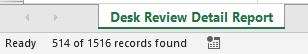 Desk Review Detail Report
Ready 514 of 1516 records found